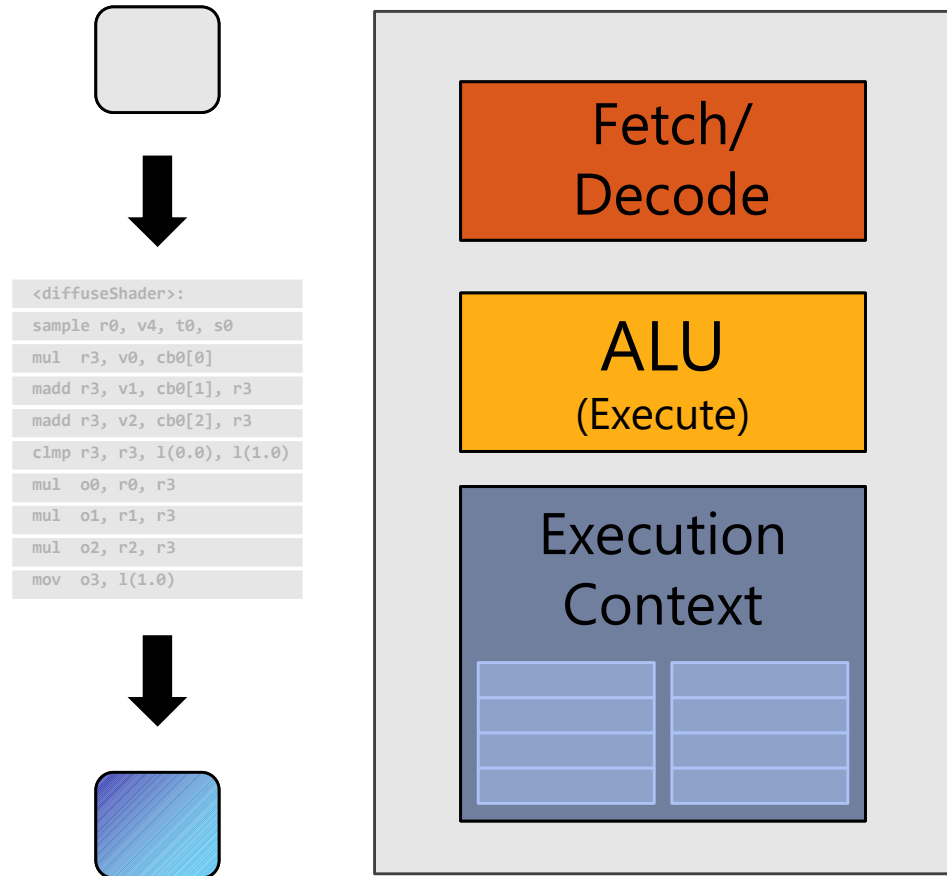 <diffuseShader>:
sample r0, v4, t0, s0
mul  r3, v0, cb0[0]
madd r3, v1, cb0[1], r3
madd r3, v2, cb0[2], r3
clmp r3, r3, l(0.0), l(1.0)
mul  o0, r0, r3
mul  o1, r1, r3
mul  o2, r2, r3
mov  o3, l(1.0)
Fetch/
Decode
ALU
(Execute)
Execution
Context